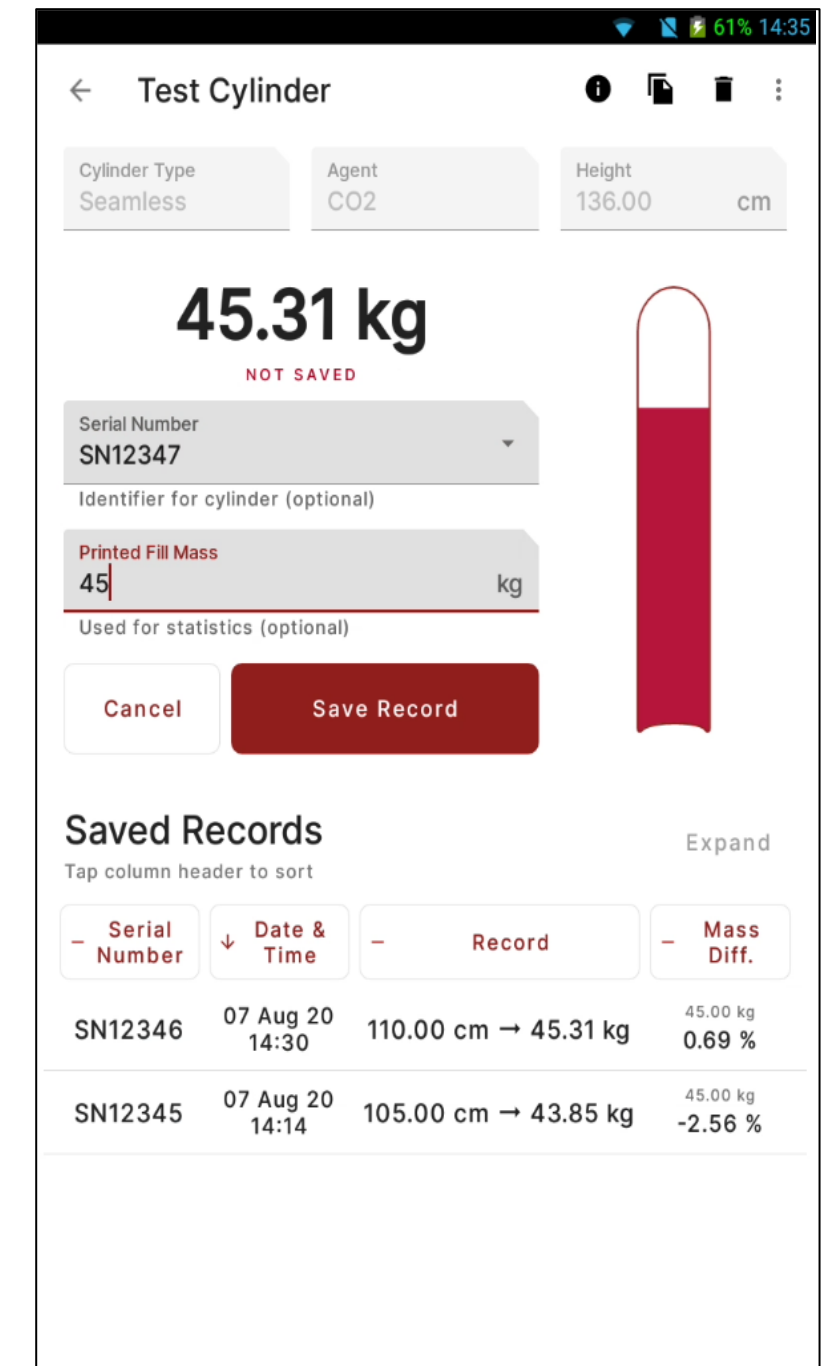 61% 14:35
Test Cylinder
Cylinder Type
Seamless
Agent
CO2
Height
136.00 cm
45.31 kg
NOT SAVED
Serial Number
SN12347
Identifier for cylinder (optional)
Printed Fill Mass
45 kg
Used for statistics (optional)
Cancel
Save Record
Saved Records
Expand
Tap column header to sort
Serial
Number
Date &
Time
Record
Mass
Diff.
SN12346
07 Aug 20
14:30
110.00 cm → 45.31 kg
45.00 kg
0.69 %
SN12345
07 Aug 20
14:14
105.00 cm → 43.85 kg
45.00 kg
-2.56 %